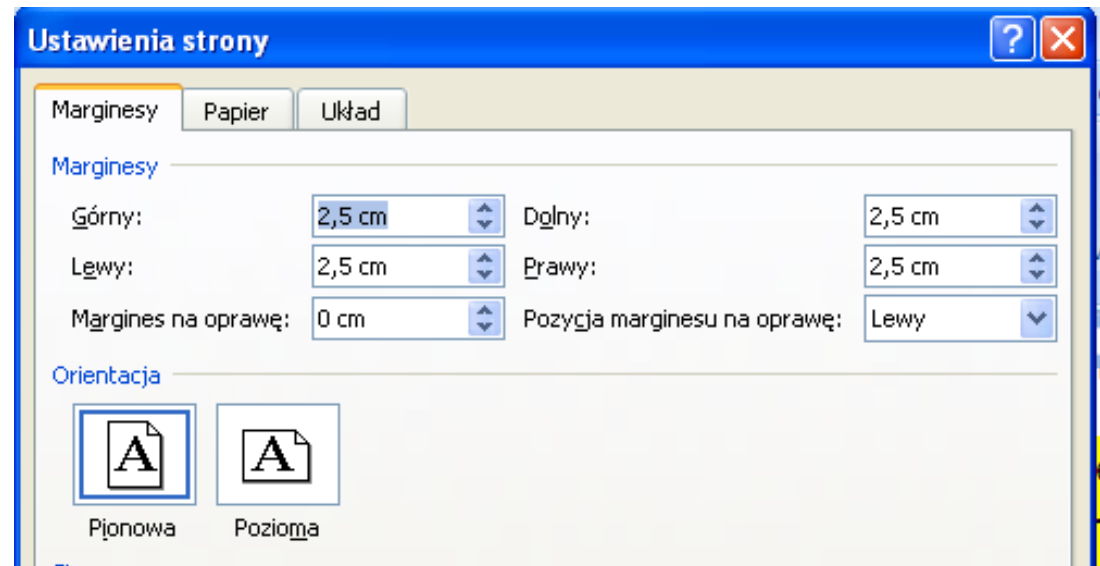 Ustawienia strony
Marginesy Papier Układ
Marginesy
Górny: 2,5 cm Dolny: 2,5 cm
Lewy: 2,5 cm Prawy: 2,5 cm
Margines na oprawę: 0 cm Pozycja marginesu na oprawę: Lewy
Orientacja
A A
Pionowa Pozioma